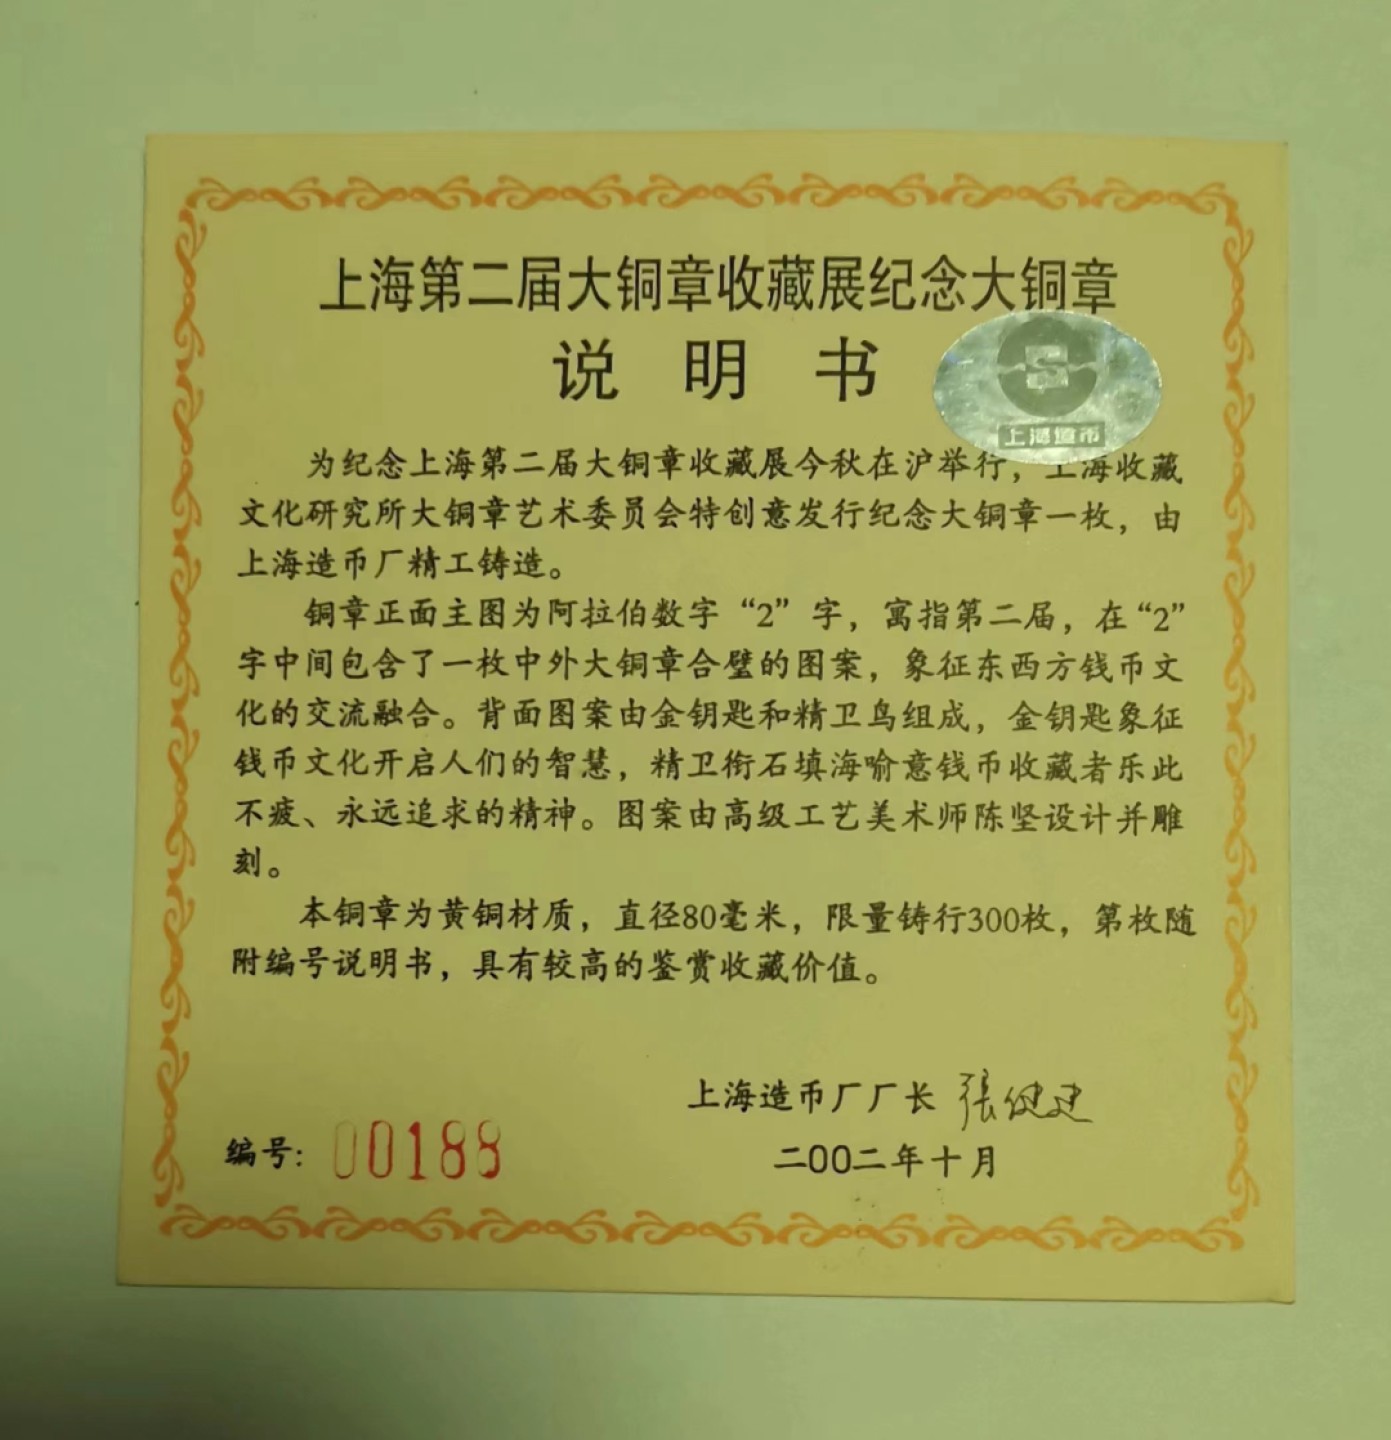 上海第二届大铜章收藏展纪念大铜章
说明书
上海造币
为纪念上海第二届大铜章收藏展今秋在沪举行，上海收藏
文化研究所大铜章艺术委员会特创意发行纪念大铜章一枚，由
上海造币厂精工铸造。
铜章正面主图为阿拉伯数字“2”字，寓指第二届，在“2”
字中间包含了一枚中外大铜章合璧的图案，象征东西方钱币文
化的交流融合。背面图案由金钥匙和精卫鸟组成，金钥匙象征
钱币文化开启人们的智慧，精卫衔石填海喻意钱币收藏者乐此
不疲、永远追求的精神。图案由高级工艺美术师陈坚设计并雕
刻。
本铜章为黄铜材质，直径80毫米，限量铸行300枚，第枚随
附编号说明书，具有较高的鉴赏收藏价值。
上海造币厂厂长 張健建
编号: 00188
二00二年十月